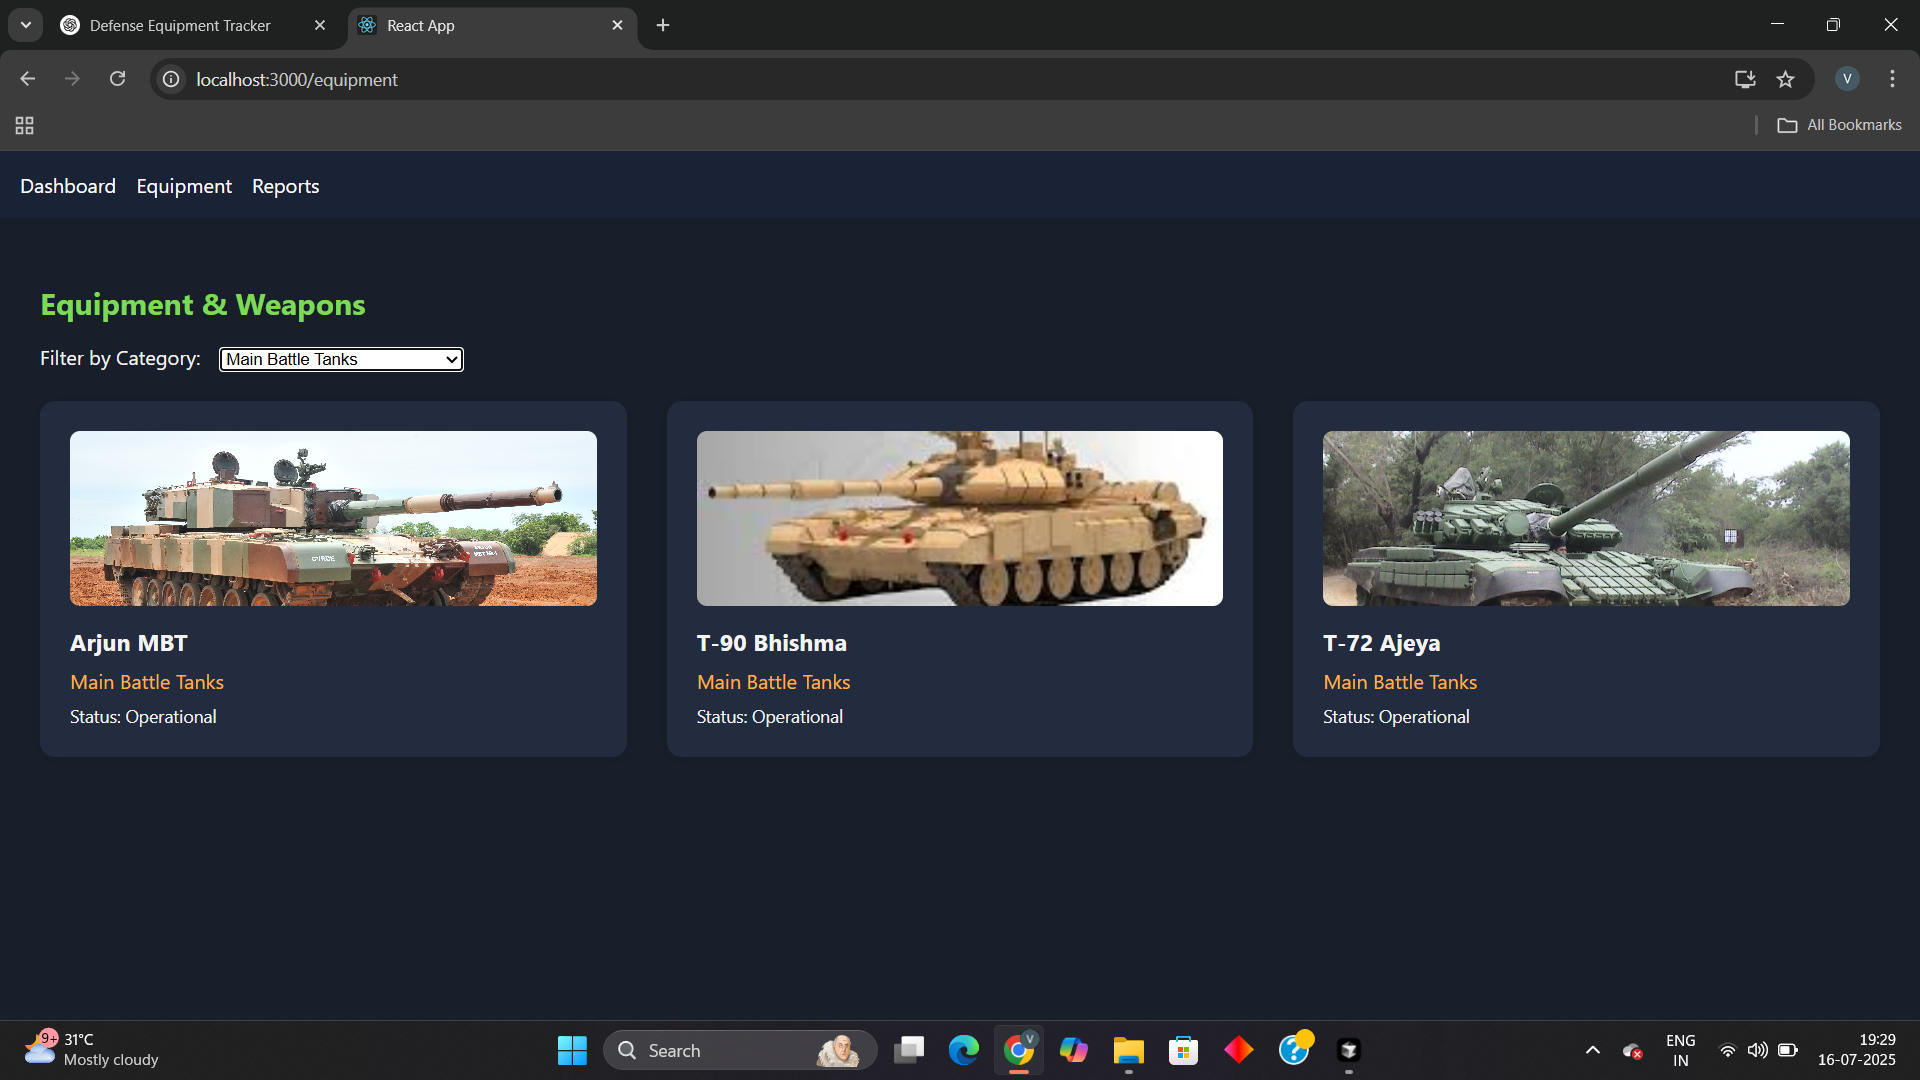 Defense Equipment Tracker
React App
localhost:3000/equipment
V
All Bookmarks
Dashboard Equipment Reports
Equipment & Weapons
Filter by Category: Main Battle Tanks
Arjun MBT
Main Battle Tanks
Status: Operational
T-90 Bhishma
Main Battle Tanks
Status: Operational
T-72 Ajeya
Main Battle Tanks
Status: Operational
9+
31°C
Mostly cloudy
Search
V
ENG
IN
19:29
16-07-2025